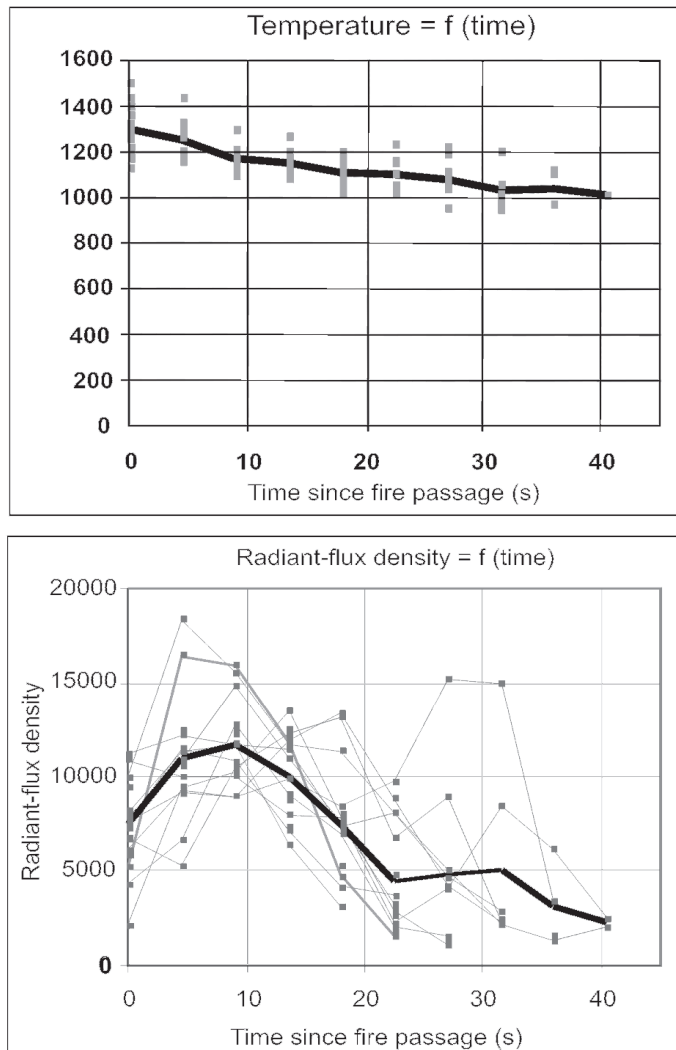 Temperature = f (time)
1600
1400
1200
1000
800
600
400
200
0
0 10 20 30 40
Time since fire passage (s)
Radiant-flux density = f (time)
20000
15000
10000
5000
0
Radiant-flux density
0 10 20 30 40
Time since fire passage (s)